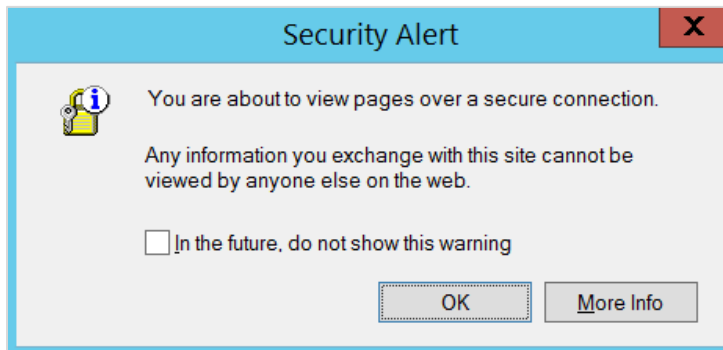 Security Alert
X
You are about to view pages over a secure connection.
Any information you exchange with this site cannot be
viewed by anyone else on the web.
In the future, do not show this warning
OK
More Info